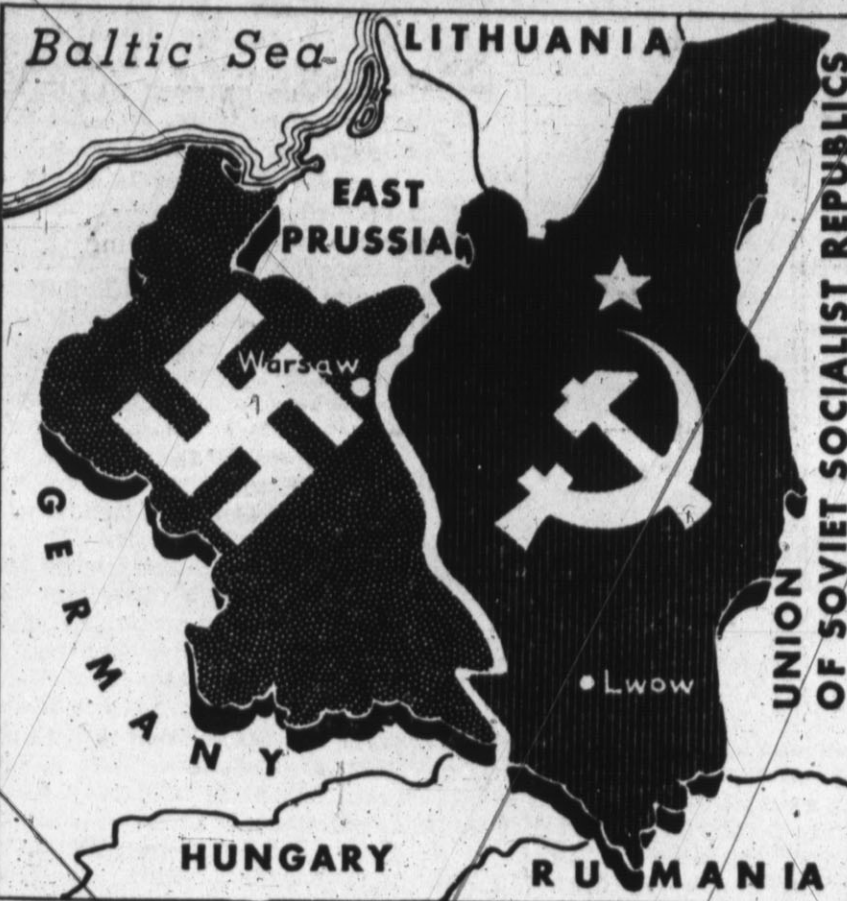 Baltic Sea
LITHUANIA
EAST
PRUSSIA
Warsaw
GERMANY
Lwow
UNION
OF SOVIET SOCIALIST REPUBLICS
HUNGARY
RUMANIA